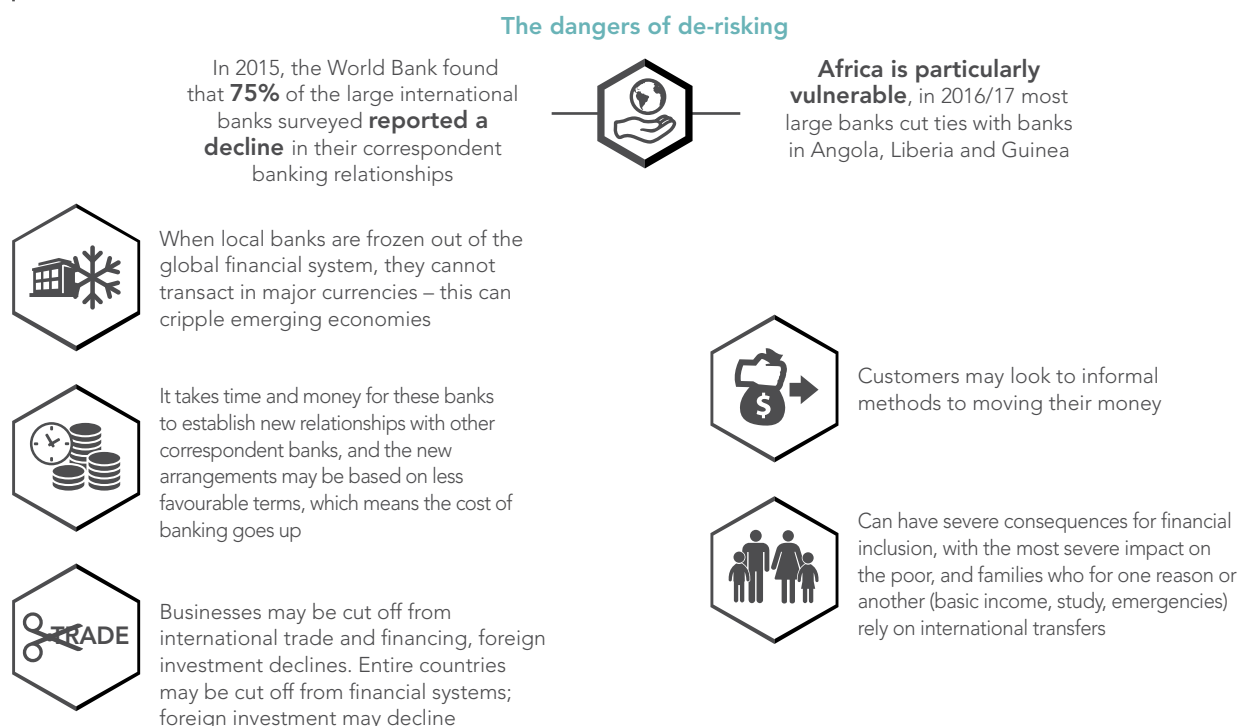 The dangers of de-risking
In 2015, the World Bank found
that 75% of the large international
banks surveyed reported a
decline in their correspondent
banking relationships
Africa is particularly
vulnerable, in 2016/17 most
large banks cut ties with banks
in Angola, Liberia and Guinea
When local banks are frozen out of the
global financial system, they cannot
transact in major currencies – this can
cripple emerging economies
It takes time and money for these banks
to establish new relationships with other
correspondent banks, and the new
arrangements may be based on less
favourable terms, which means the cost of
banking goes up
TRADE
Businesses may be cut off from
international trade and financing, foreign
investment declines. Entire countries
may be cut off from financial systems;
foreign investment may decline
$
Customers may look to informal
methods to moving their money
Can have severe consequences for financial
inclusion, with the most severe impact on
the poor, and families who for one reason or
another (basic income, study, emergencies)
rely on international transfers